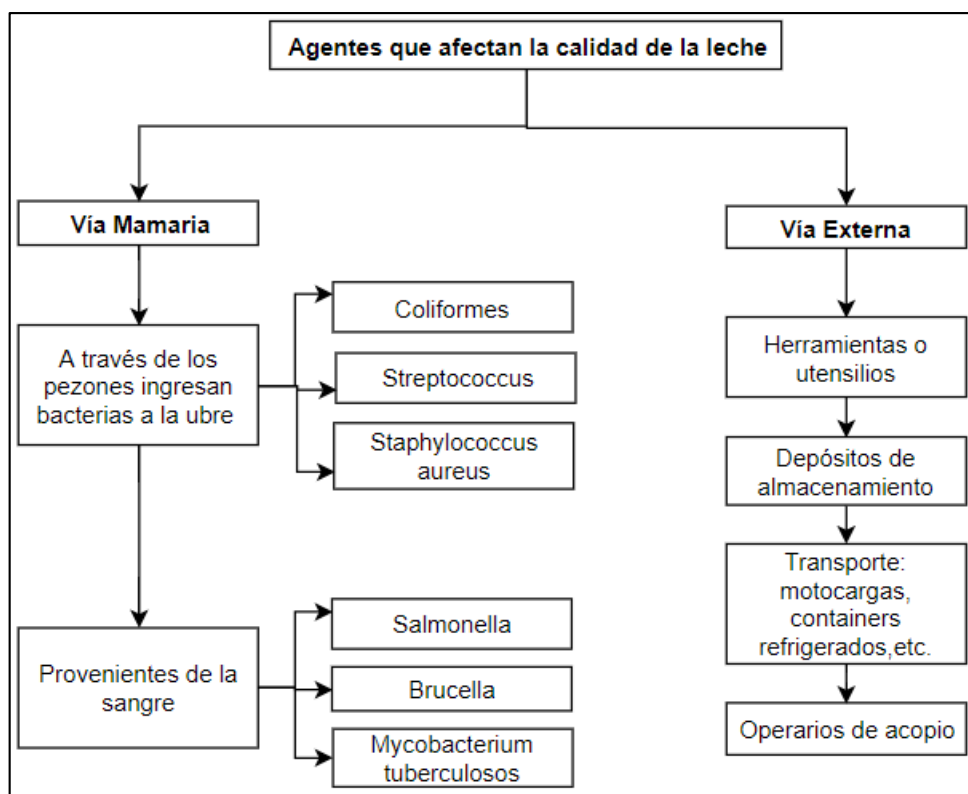 Agentes que afectan la calidad de la leche
Vía Mamaria
A través de los
pezones ingresan
bacterias a la ubre
Coliformes
Streptococcus
Staphylococcus
aureus
Provenientes de la
sangre
Salmonella
Brucella
Mycobacterium
tuberculosos
Vía Externa
Herramientas o
utensilios
Depósitos de
almacenamiento
Transporte:
motocargas,
containers
refrigerados,etc.
Operarios de acopio